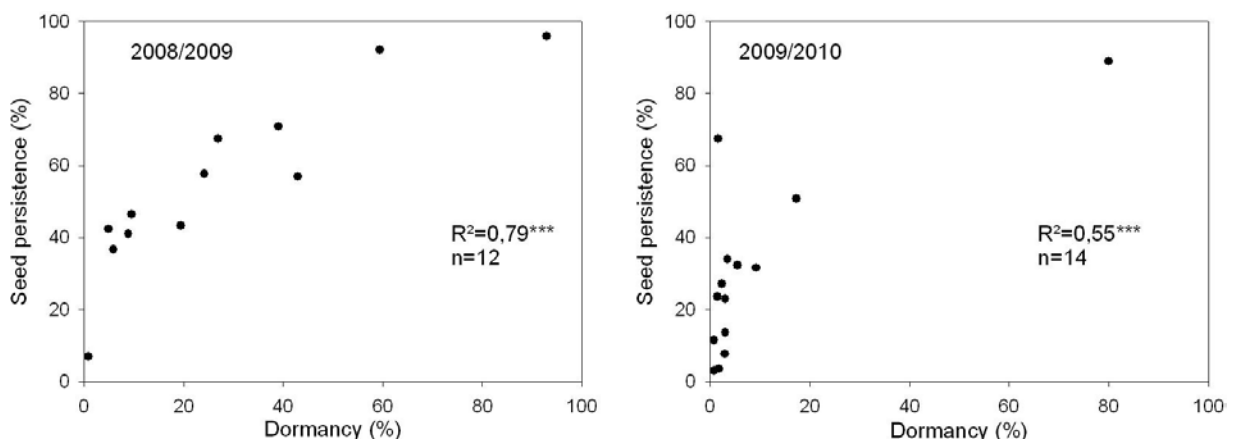 100
80
60
40
20
0
Seed persistence (%)
2008/2009
R²=0,79***
n=12
0 20 40 60 80 100
Dormancy (%)
100
80
60
40
20
0
Seed persistence (%)
2009/2010
R²=0,55***
n=14
0 20 40 60 80 100
Dormancy (%)